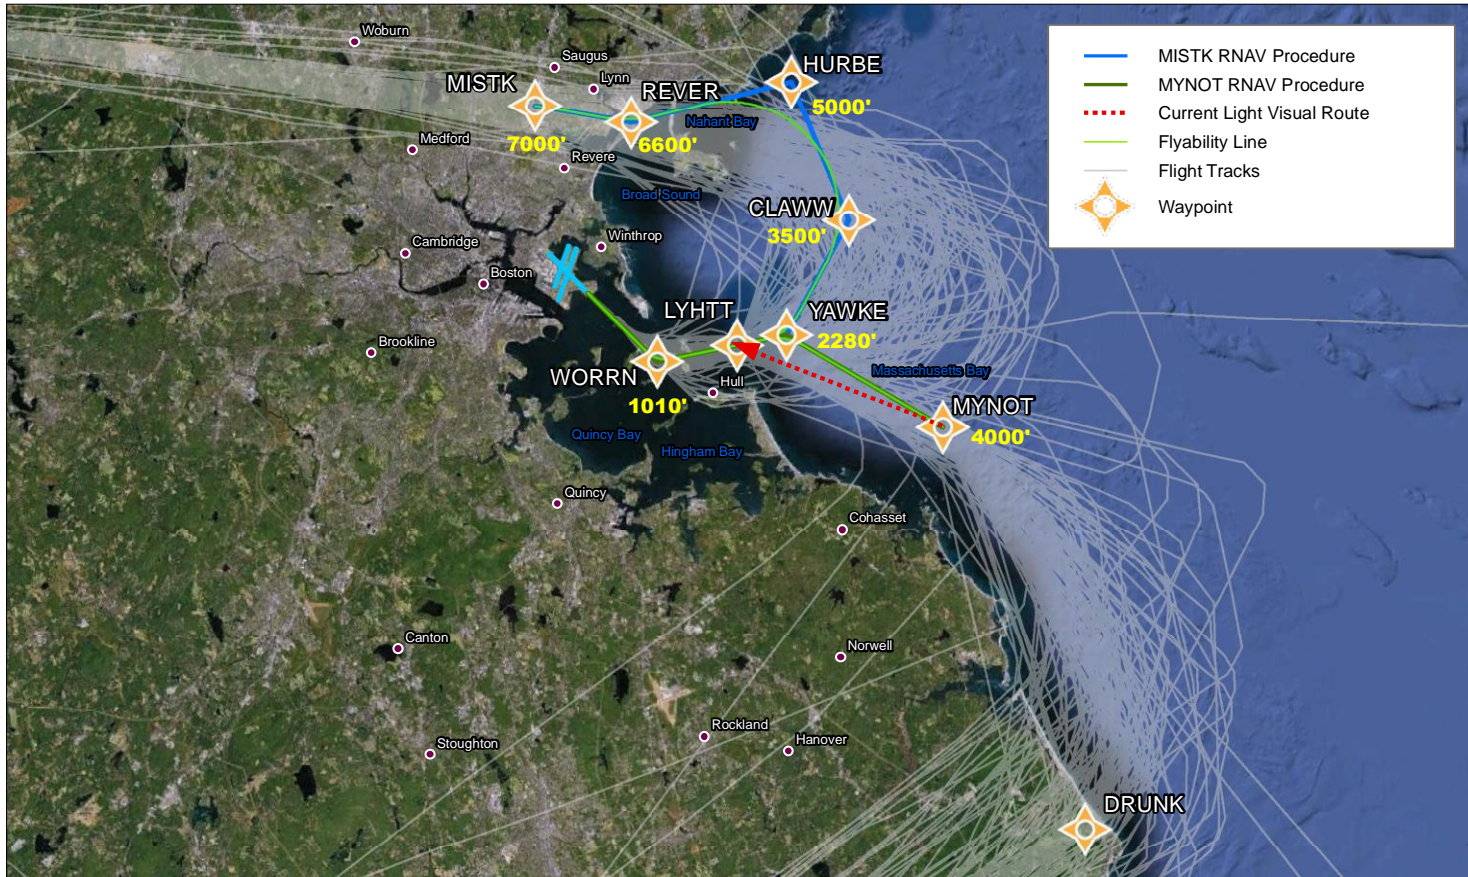 Woburn
Saugus
Lynn
MISTK
7000'
REVER
6600'
HURBE
5000'
Nahant Bay
Medford
Revere
Broad Sound
CLAWW
3500'
Winthrop
Cambridge
Boston
LYHTT
YAWKE
2280'
Brookline
WORRN
1010'
Hull
Massachusetts Bay
MYNOT
4000'
Quincy Bay
Hingham Bay
Quincy
Cohasset
Canton
Norwell
Stoughton
Rockland
Hanover
DRUNK
MISTK RNAV Procedure
MYNOT RNAV Procedure
Current Light Visual Route
Flyability Line
Flight Tracks
Waypoint